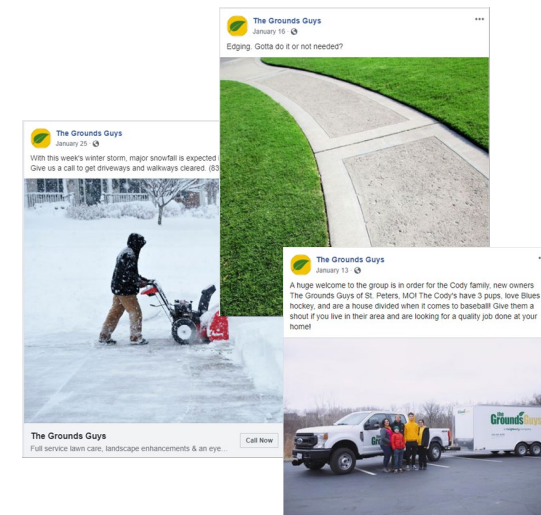 The Grounds Guys
January 16
Edging. Gotta do it or not needed?
The Grounds Guys
January 25
With this week's winter storm, major snowfall is expected
Give us a call to get driveways and walkways cleared. (83
The Grounds Guys
Full service lawn care, landscape enhancements & an eye...
Call Now
The Grounds Guys
January 13
A huge welcome to the group is in order for the Cody family, new owners
The Grounds Guys of St. Peters, MO! The Cody's have 3 pups, love Blues
hockey, and are a house divided when it comes to baseball! Give them a
shout if you live in their area and are looking for a quality job done at your
home!
The
GroundsGuys